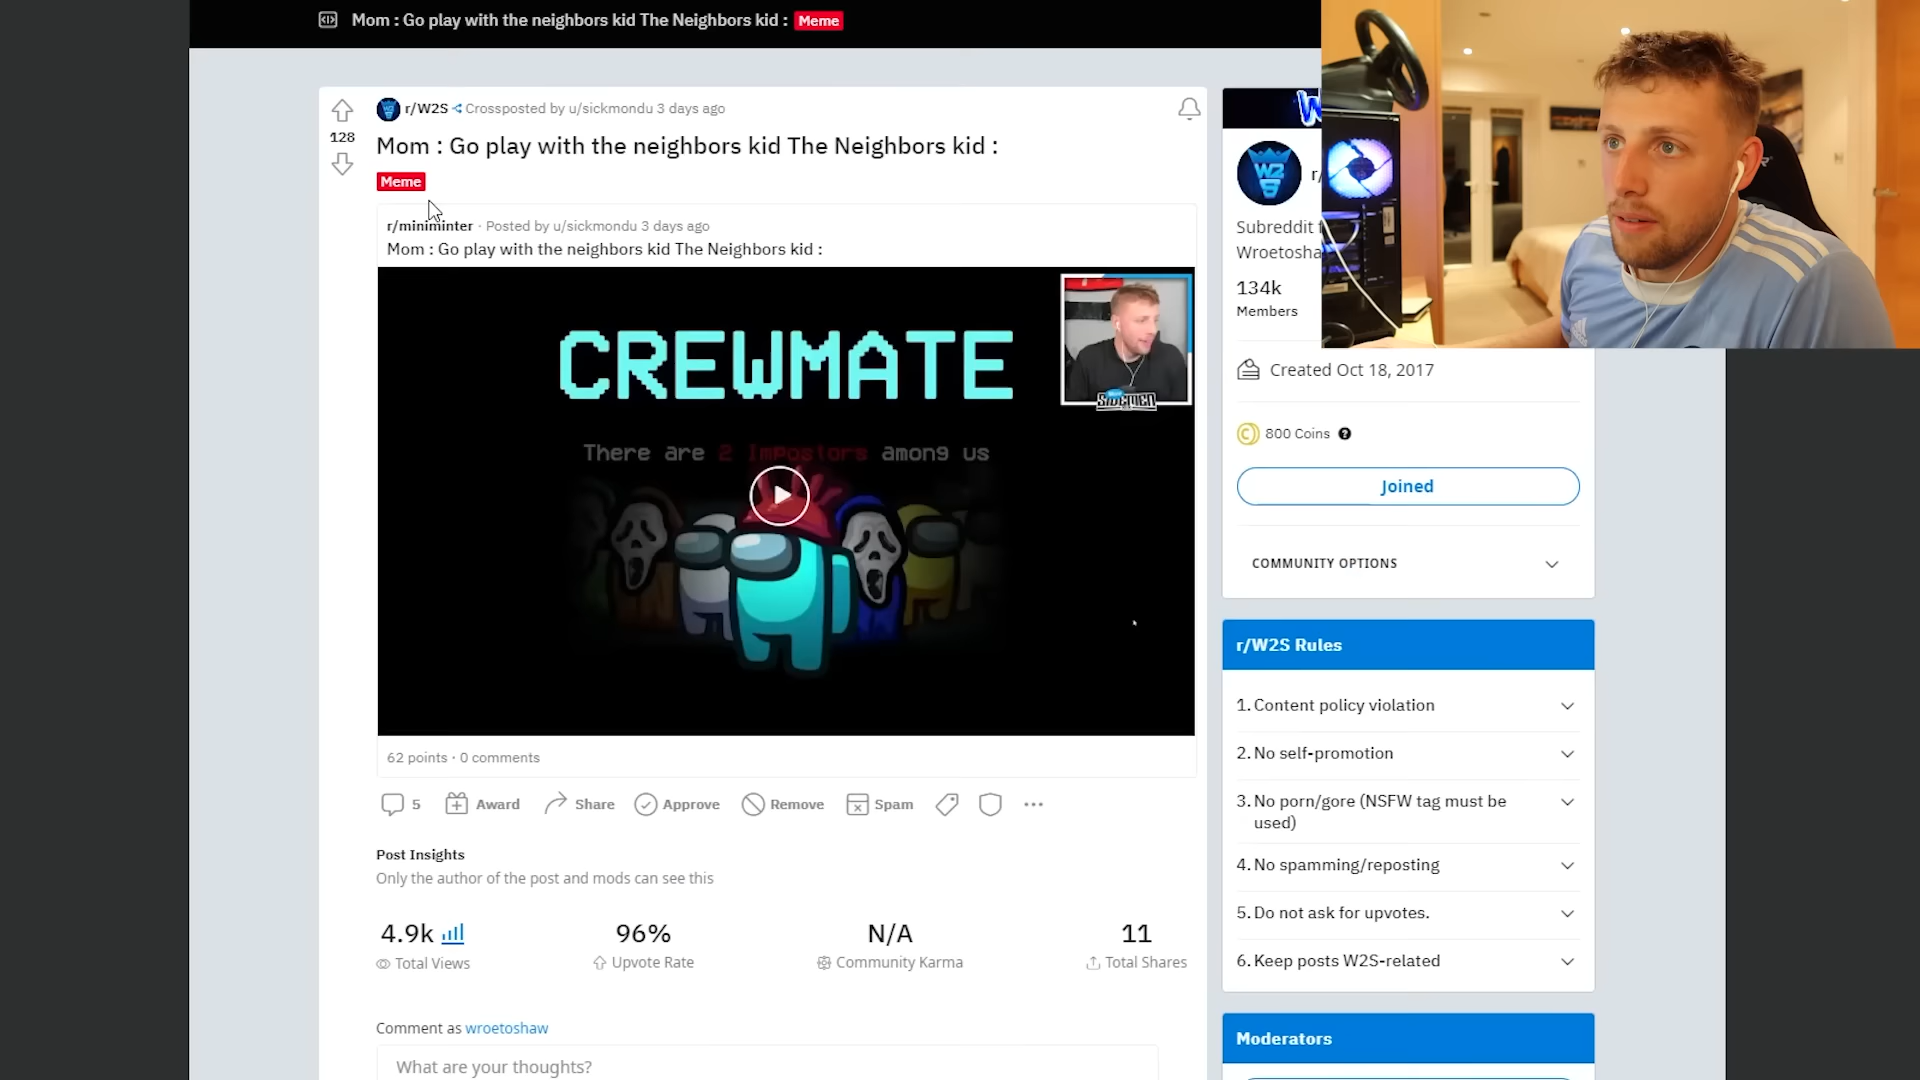 Mom : Go play with the neighbors kid The Neighbors kid : Meme
r/W2S Crossposted by u/sickmondu 3 days ago
128
Mom : Go play with the neighbors kid The Neighbors kid :
Meme
r/miniminter · Posted by u/sickmondu 3 days ago
Mom : Go play with the neighbors kid The Neighbors kid :
CREWMATE
There are 2 Impostors among us
SIDEMEN
62 points · 0 comments
5 Award Share Approve Remove Spam
Post Insights
Only the author of the post and mods can see this
4.9k 96% N/A 11
Total Views Upvote Rate Community Karma Total Shares
Comment as wroetoshaw
What are your thoughts?
W2S
r/
Subreddit
Wroetosha
134k
Members
Created Oct 18, 2017
800 Coins
Joined
COMMUNITY OPTIONS
r/W2S Rules
1. Content policy violation
2. No self-promotion
3. No porn/gore (NSFW tag must be
used)
4. No spamming/reposting
5. Do not ask for upvotes.
6. Keep posts W2S-related
Moderators